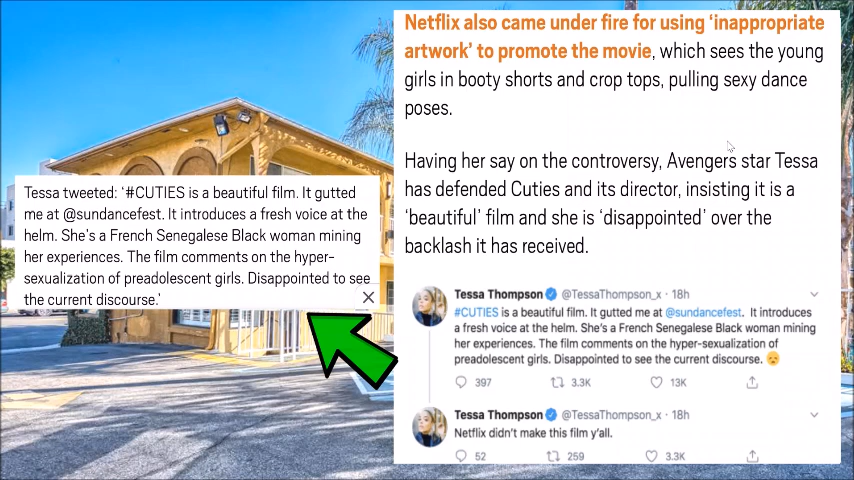 Netflix also came under fire for using ‘inappropriate
artwork’ to promote the movie, which sees the young
girls in booty shorts and crop tops, pulling sexy dance
poses.
Having her say on the controversy, Avengers star Tessa
has defended Cuties and its director, insisting it is a
‘beautiful’ film and she is ‘disappointed’ over the
backlash it has received.
Tessa tweeted: ‘#CUTIES is a beautiful film. It gutted
me at @sundancefest. It introduces a fresh voice at the
helm. She’s a French Senegalese Black woman mining
her experiences. The film comments on the hyper-
sexualization of preadolescent girls. Disappointed to see
the current discourse.’
Tessa Thompson @TessaThompson_x · 18h
#CUTIES is a beautiful film. It gutted me at @sundancefest. It introduces
a fresh voice at the helm. She’s a French Senegalese Black woman mining
her experiences. The film comments on the hyper-sexualization of
preadolescent girls. Disappointed to see the current discourse. 😞
397 3.3K 13K
Tessa Thompson @TessaThompson_x · 18h
Netflix didn’t make this film y’all.
52 259 3.3K